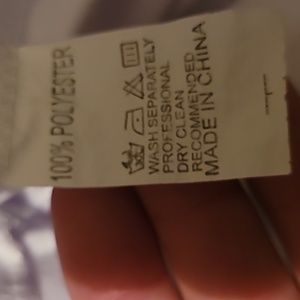 100% POLYESTER
WASH SEPARATELY
PROFESSIONAL
DRY CLEAN
RECOMMENDED
MADE IN CHINA